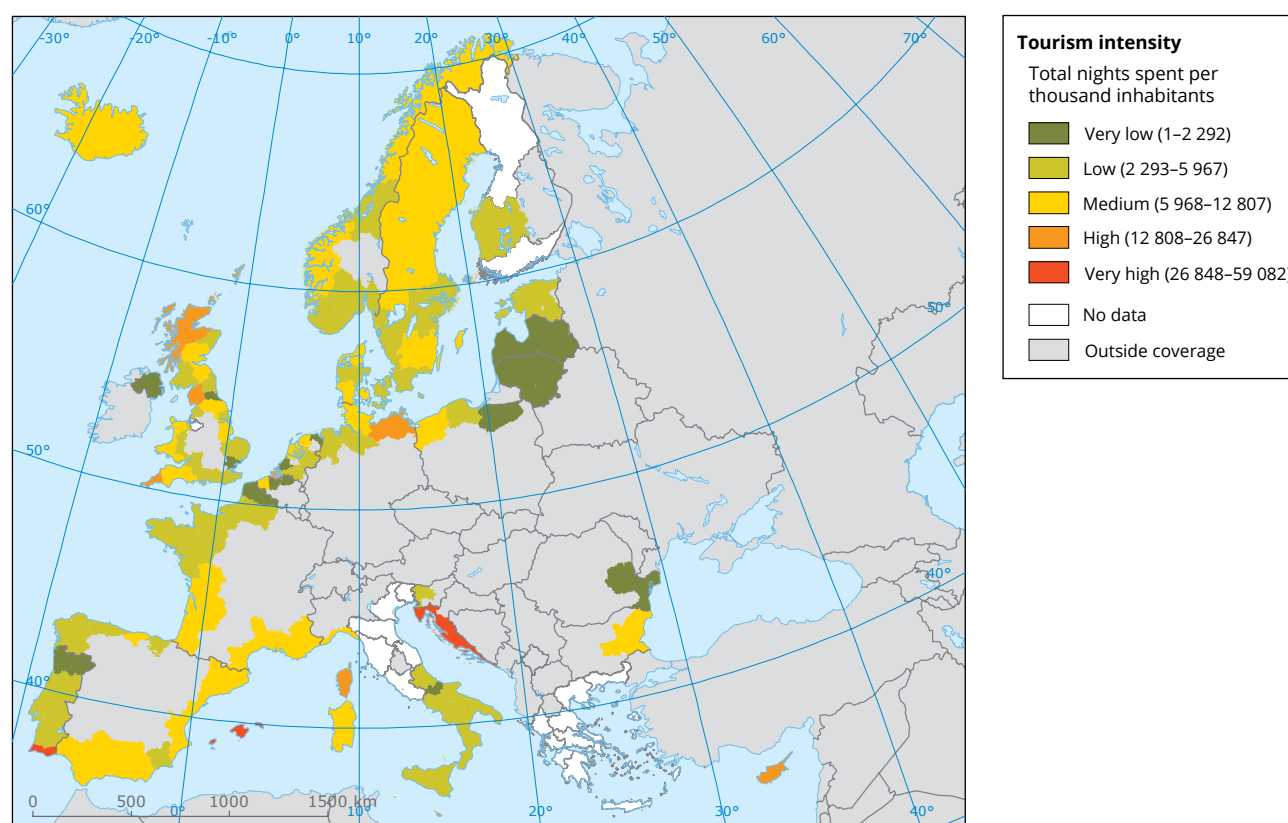 -30° -20° -10° 0° 10° 20° 30° 40° 50° 60° 70°
60°
50°
50°
40°
40°
0 500 1000 1500 km
0° 10° 20° 30° 40°
Tourism intensity
Total nights spent per
thousand inhabitants
Very low (1–2 292)
Low (2 293–5 967)
Medium (5 968–12 807)
High (12 808–26 847)
Very high (26 848–59 082)
No data
Outside coverage